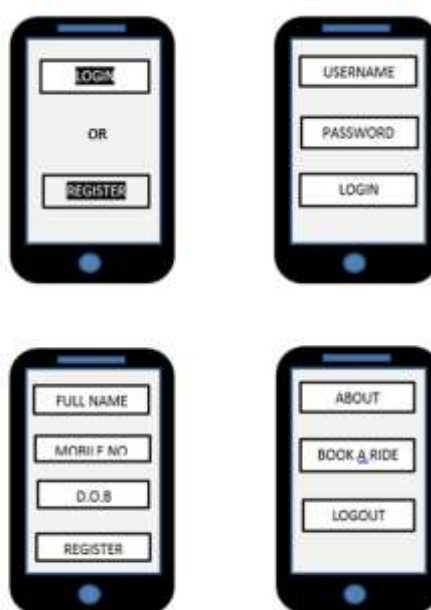 LOGIN
OR
REGISTER
USERNAME
PASSWORD
LOGIN
FULL NAME
MOBILE NO
D.O.B
REGISTER
ABOUT
BOOK A RIDE
LOGOUT